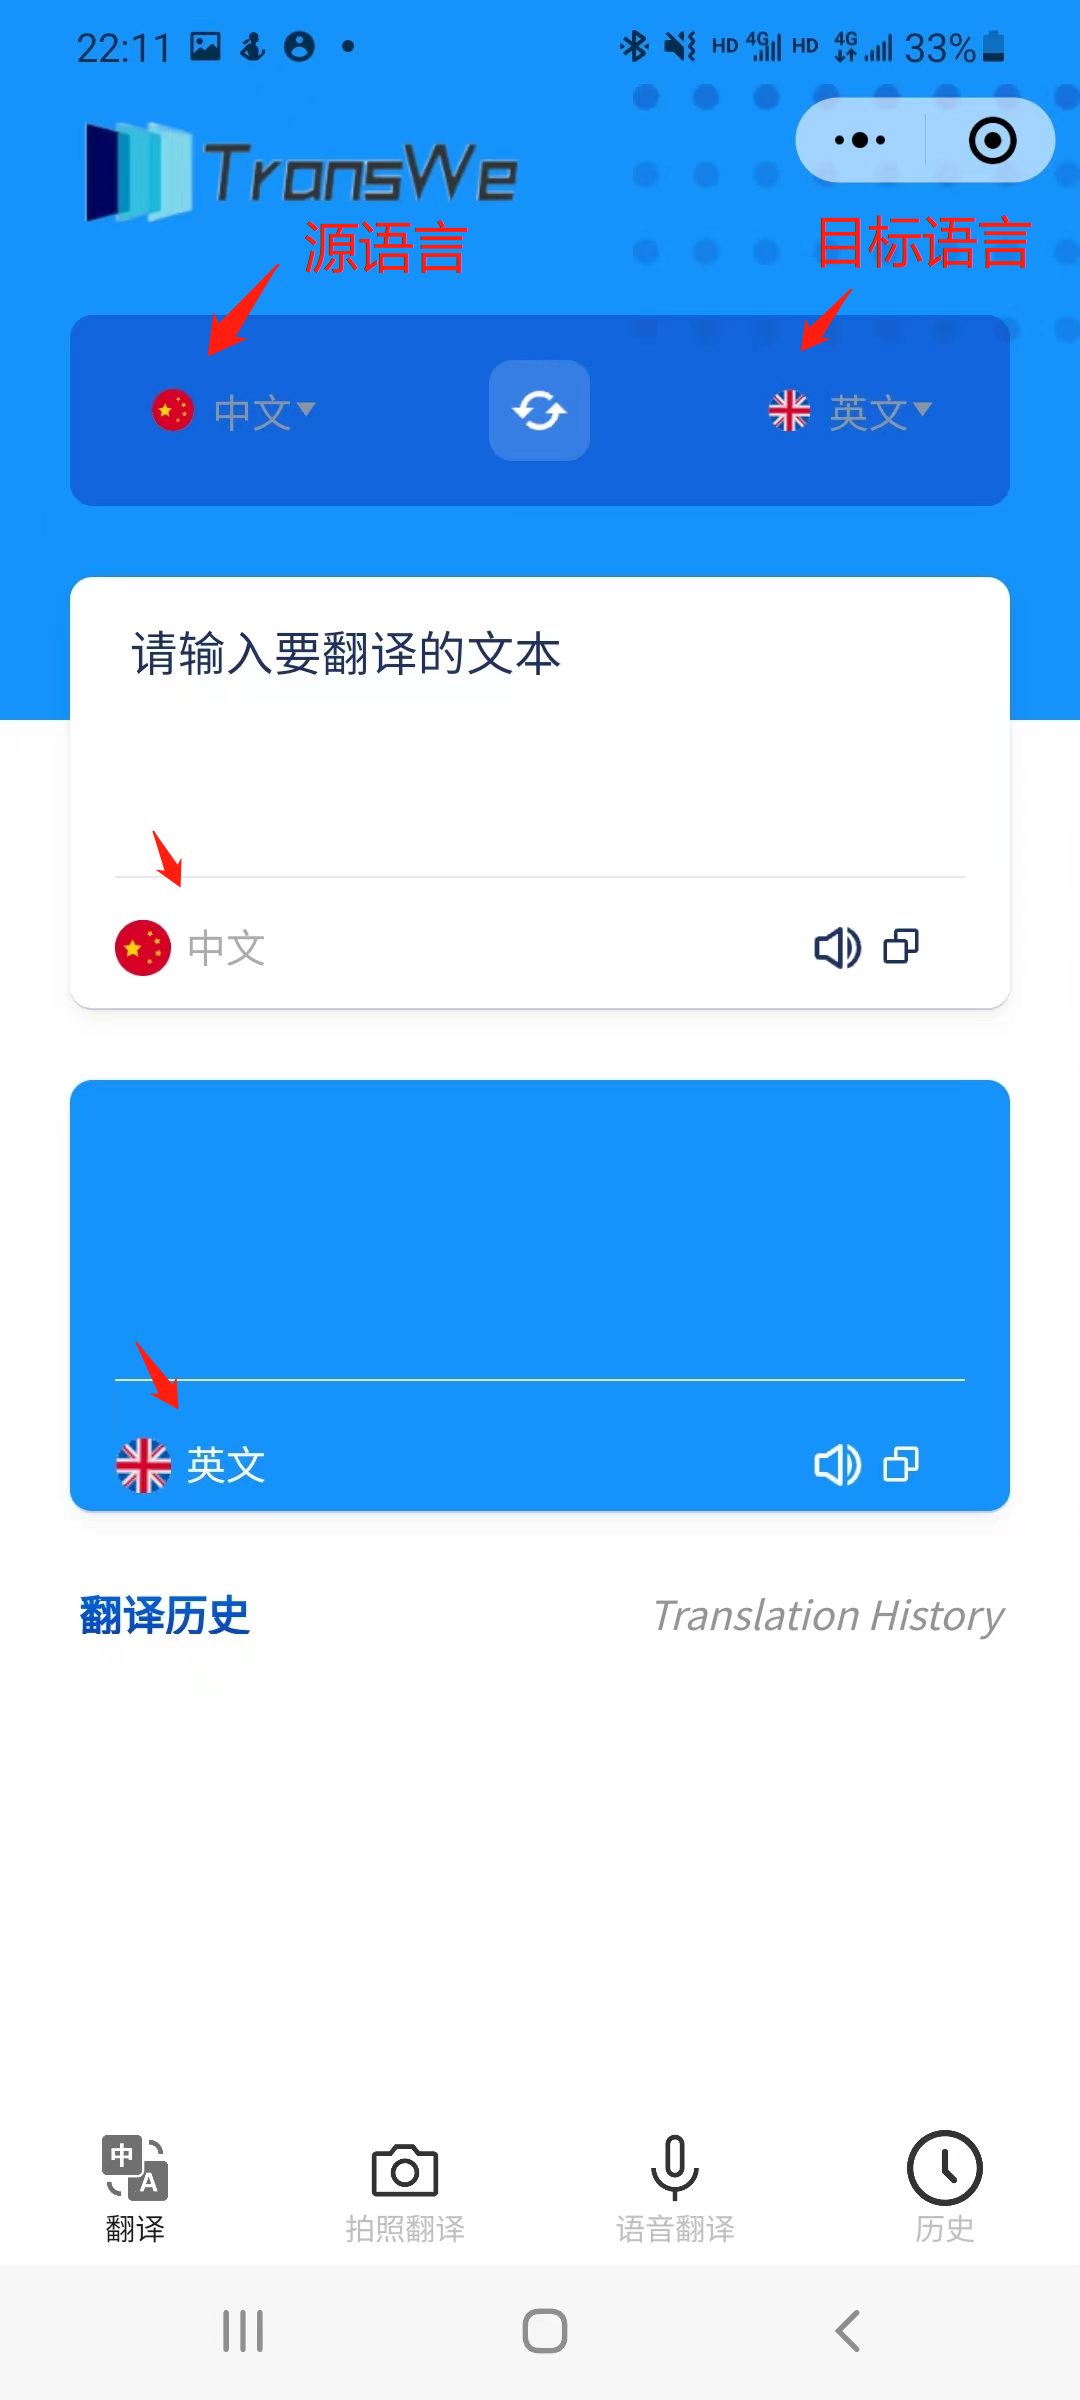 22:11
HD 4G HD 4G 33%
TransWe
源语言
目标语言
中文
英文
请输入要翻译的文本
中文
英文
翻译历史
Translation History
中 A
翻译
拍照翻译
语音翻译
历史